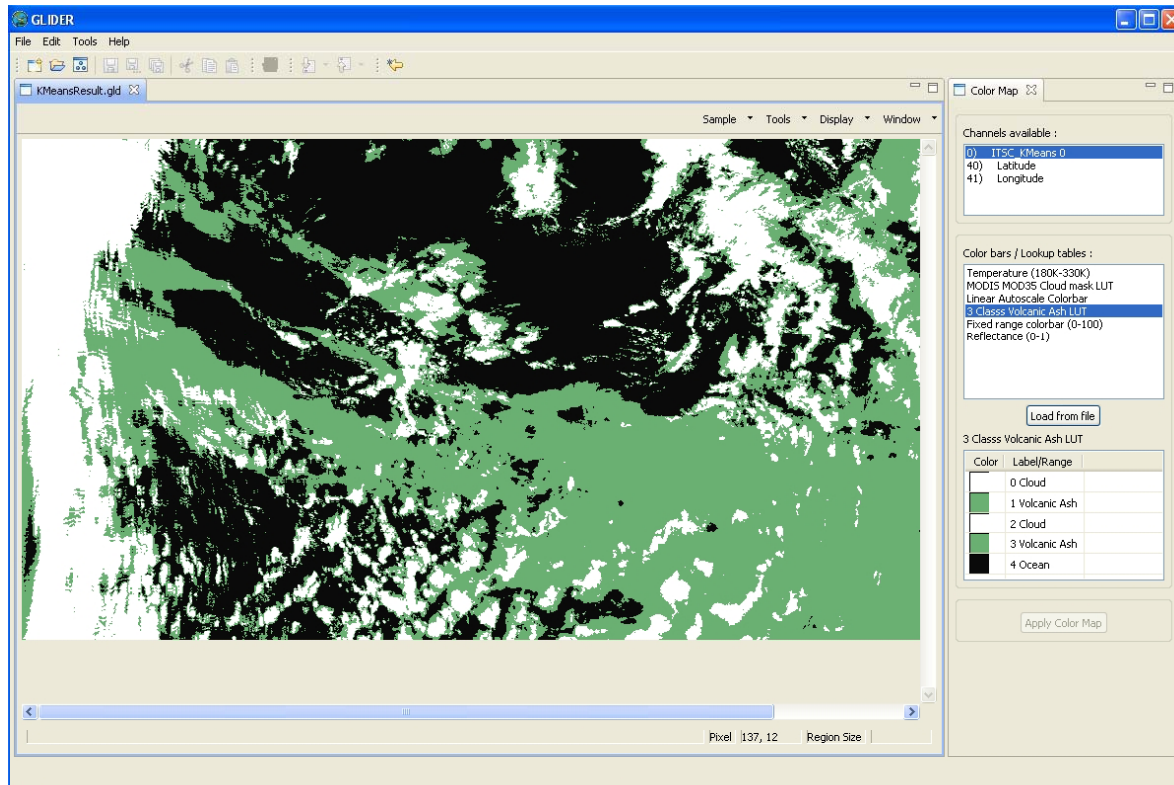 GLIDER
File Edit Tools Help
KMeansResult.gld
Sample Tools Display Window
Pixel 137, 12 Region Size
Color Map
Channels available :
0) ITSC_KMeans 0
40) Latitude
41) Longitude
Color bars / Lookup tables :
Temperature (180K-330K)
MODIS MOD35 Cloud mask LUT
Linear Autoscale Colorbar
3 Classs Volcanic Ash LUT
Fixed range colorbar (0-100)
Reflectance (0-1)
Load from file
3 Classs Volcanic Ash LUT
Color Label/Range
0 Cloud
1 Volcanic Ash
2 Cloud
3 Volcanic Ash
4 Ocean
Apply Color Map